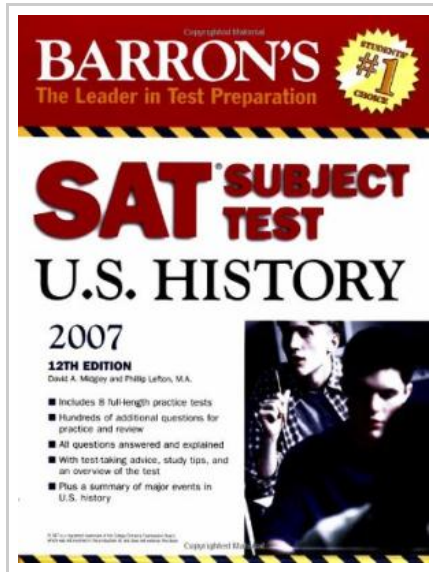 Copyrighted Material
BARRON'S
The Leader in Test Preparation
STUDENTS'
#1
CHOICE
SAT® SUBJECT
TEST
U.S. HISTORY
2007
12TH EDITION
David A. Midgley and Phillip Lefton, M.A.
■ Includes 8 full-length practice tests
■ Hundreds of additional questions for
practice and review
■ All questions answered and explained
■ With test-taking advice, study tips, and
an overview of the test
■ Plus a summary of major events in
U.S. history
Copyrighted Material